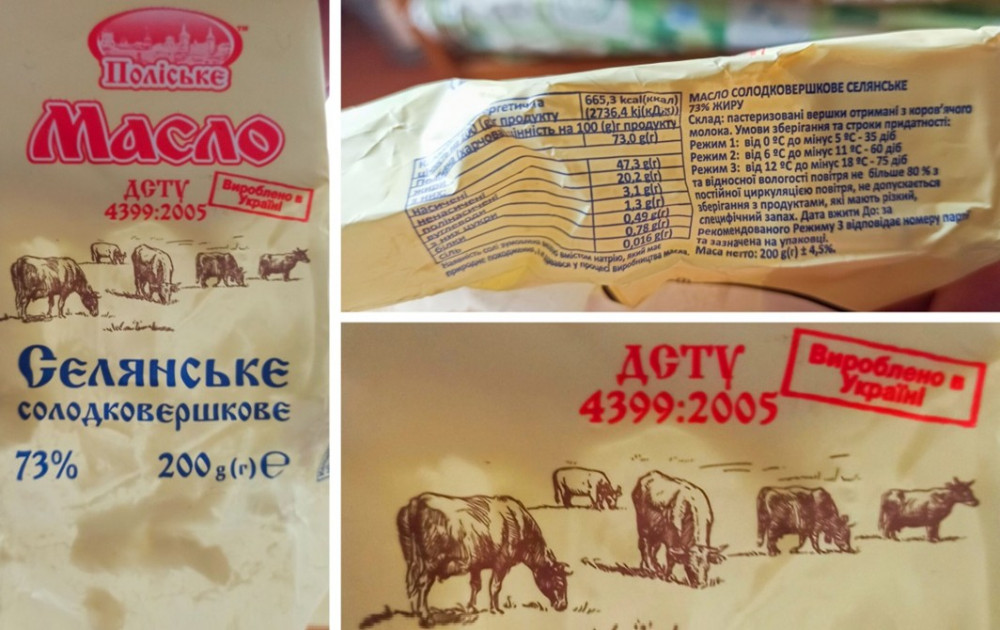 Поліське
Масло
ДСТУ
4399:2005
Вироблено в
Україні
Селянське
солодковершкове
73%
200 g (г) ℮
665,3 kcal(ккал)
(2736,4 kj(кДж))
цінність на 100 (g)г продукту
73,0 g(г)
47,3 g(г)
20,2 g(г)
3,1 g(г)
1,3 g(г)
0,49 g(г)
0,78 g(г)
0,016 g(г)
МАСЛО СОЛОДКОВЕРШКОВЕ СЕЛЯНСЬКЕ
73% ЖИРУ
Склад: пастеризовані вершки отримані з коров'ячого
молока. Умови зберігання та строки придатності:
Режим 1: від 0 ºС до мінус 5 ºС - 35 діб
Режим 2: від 6 ºС до мінус 11 ºС - 60 діб
Режим 3: від 12 ºС до мінус 18 ºС - 75 діб
та відносної вологості повітря не більше 80 % з
постійної циркуляцією повітря, не допускається
зберігання з продуктами, які мають різкий,
специфічний запах. Дата вжити До: за
рекомендованого Режиму 3 відповідає номеру
та зазначена на упаковці.
Маса нетто: 200 g(г) ± 4,5%.
ДСТУ
4399:2005
Вироблено в
Україні